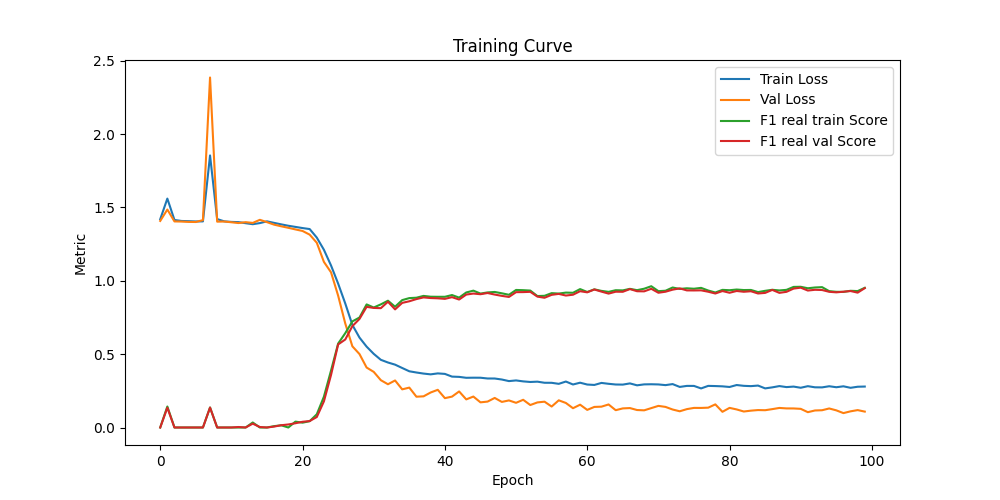 Training Curve
2.5
2.0
1.5
1.0
0.5
0.0
Metric
Train Loss
Val Loss
F1 real train Score
F1 real val Score
0 20 40 60 80 100
Epoch